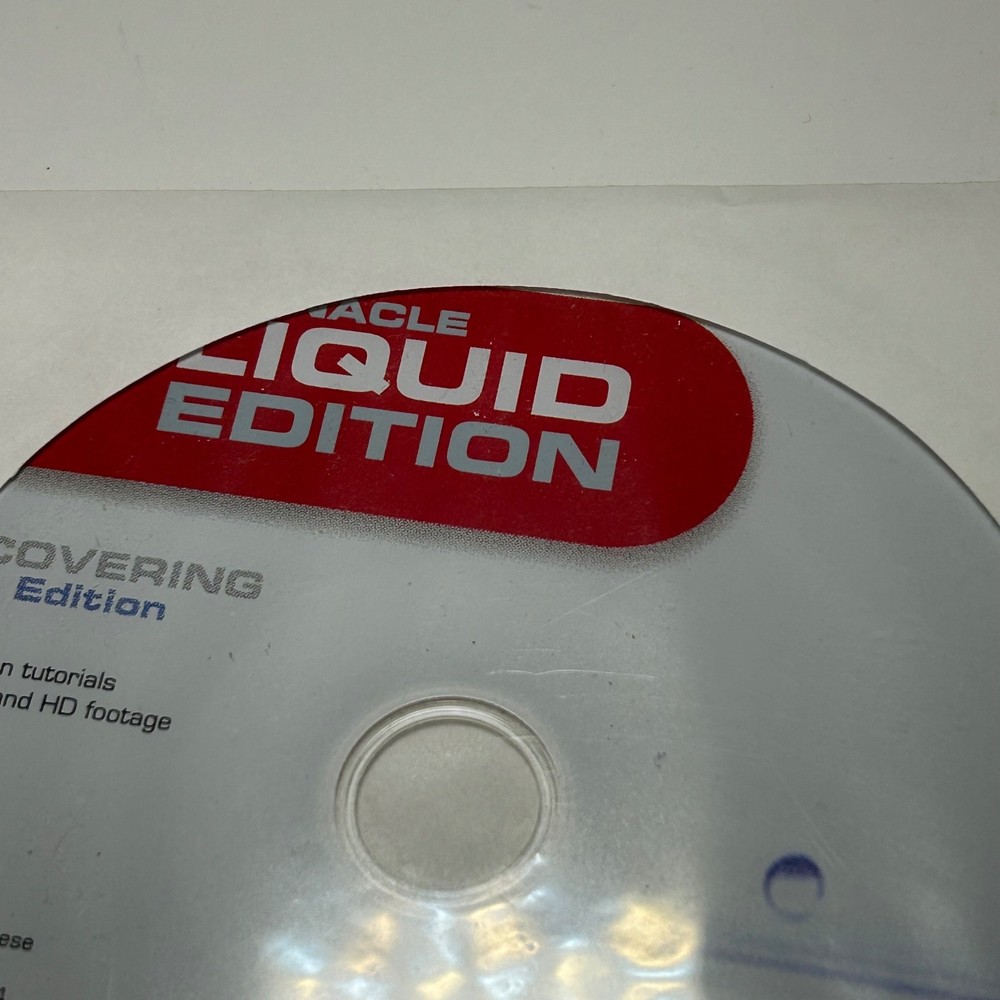 NACLE
LIQUID
EDITION
COVERING
Edition
n tutorials
and HD footage
ese